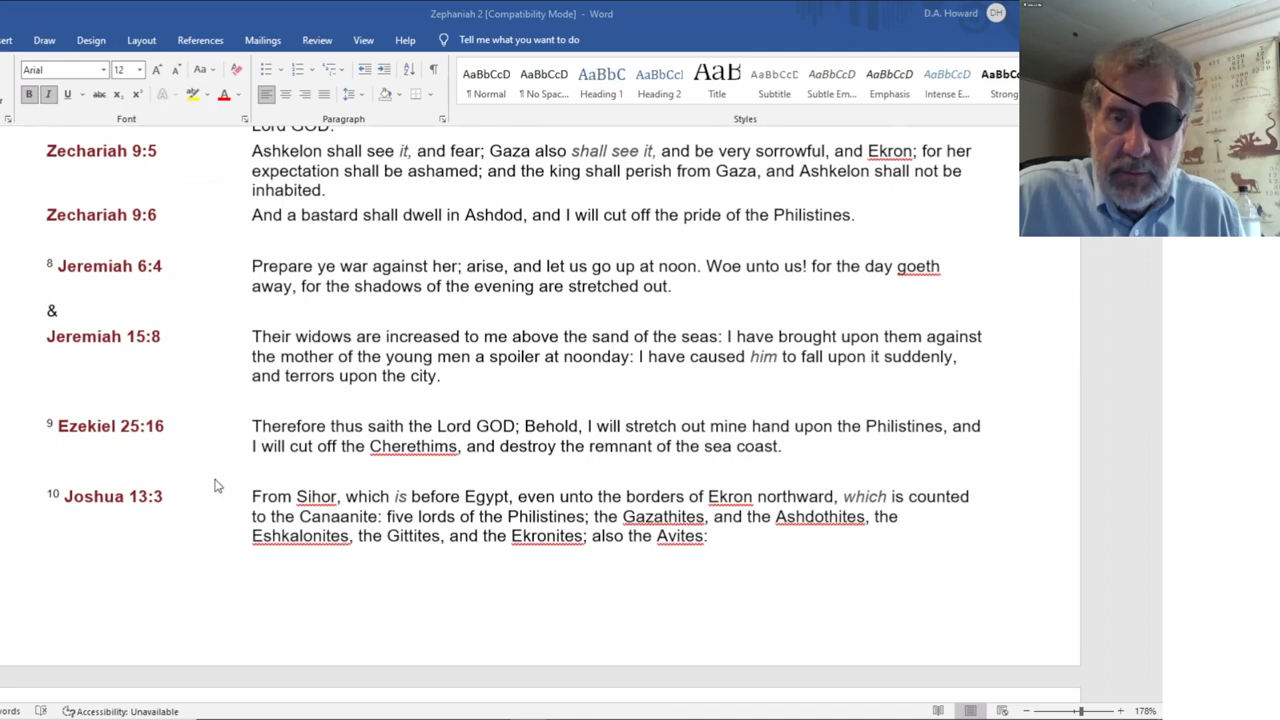 Zephaniah 2 [Compatibility Mode] - Word
D.A. Howard
DH
Draw Design Layout References Mailings Review View Help Tell me what you want to do
Arial 12
Aa
B I U abc x₂ x² A A
AaBbCcD AaBbCcD AaBbC AaBbCcI AaB AaBbCcD AaBbCcD AaBbCcD AaBbCcD AaBbCc
¶ Normal ¶ No Spac... Heading 1 Heading 2 Title Subtitle Subtle Em... Emphasis Intense E... Strong
Font Paragraph Styles
Lord GOD.
Zechariah 9:5 Ashkelon shall see it, and fear; Gaza also shall see it, and be very sorrowful, and Ekron; for her
expectation shall be ashamed; and the king shall perish from Gaza, and Ashkelon shall not be
inhabited.
Zechariah 9:6 And a bastard shall dwell in Ashdod, and I will cut off the pride of the Philistines.
8 Jeremiah 6:4 Prepare ye war against her; arise, and let us go up at noon. Woe unto us! for the day goeth
away, for the shadows of the evening are stretched out.
&
Jeremiah 15:8 Their widows are increased to me above the sand of the seas: I have brought upon them against
the mother of the young men a spoiler at noonday: I have caused him to fall upon it suddenly,
and terrors upon the city.
9 Ezekiel 25:16 Therefore thus saith the Lord GOD; Behold, I will stretch out mine hand upon the Philistines, and
I will cut off the Cherethims, and destroy the remnant of the sea coast.
10 Joshua 13:3 From Sihor, which is before Egypt, even unto the borders of Ekron northward, which is counted
to the Canaanite: five lords of the Philistines; the Gazathites, and the Ashdothites, the
Eshkalonites, the Gittites, and the Ekronites; also the Avites:
Accessibility: Unavailable
178%